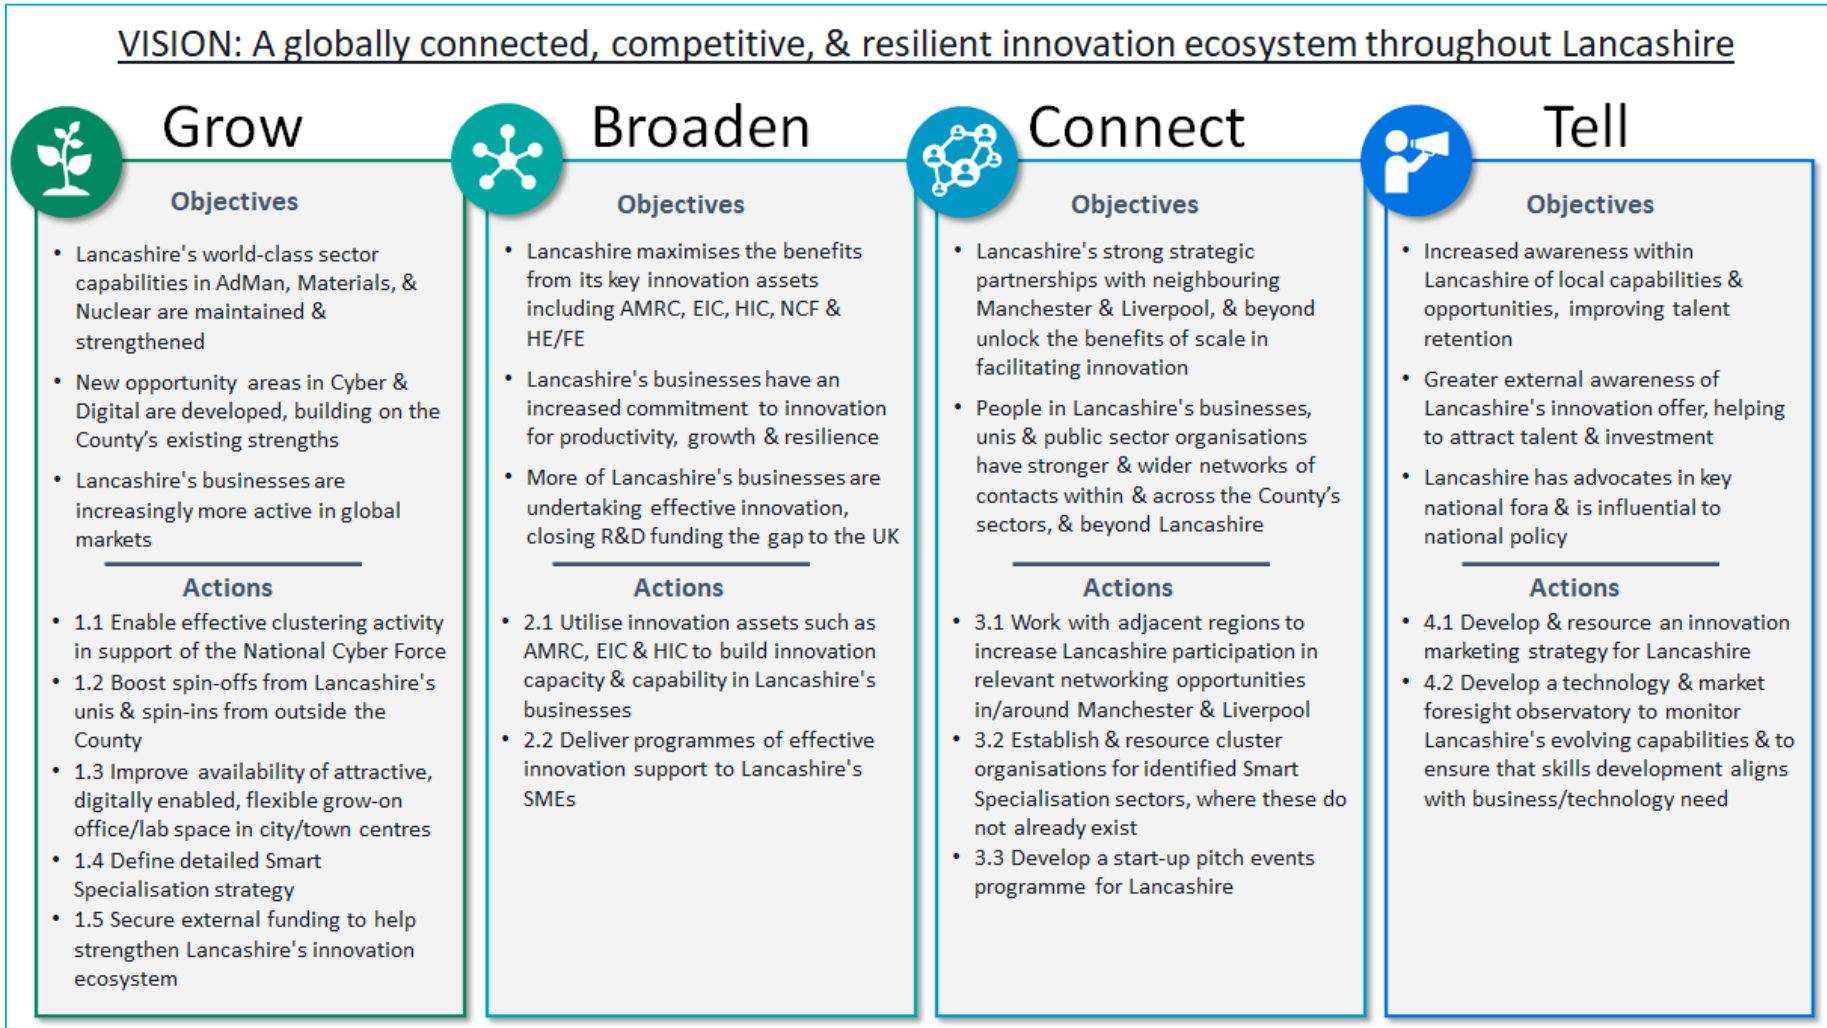 VISION: A globally connected, competitive, & resilient innovation ecosystem throughout Lancashire
Grow
Objectives
• Lancashire's world-class sector
capabilities in AdMan, Materials, &
Nuclear are maintained &
strengthened
• New opportunity areas in Cyber &
Digital are developed, building on the
County's existing strengths
• Lancashire's businesses are
increasingly more active in global
markets
Actions
• 1.1 Enable effective clustering activity
in support of the National Cyber Force
• 1.2 Boost spin-offs from Lancashire's
unis & spin-ins from outside the
County
• 1.3 Improve availability of attractive,
digitally enabled, flexible grow-on
office/lab space in city/town centres
• 1.4 Define detailed Smart
Specialisation strategy
• 1.5 Secure external funding to help
strengthen Lancashire's innovation
ecosystem
Broaden
Objectives
• Lancashire maximises the benefits
from its key innovation assets
including AMRC, EIC, HIC, NCF &
HE/FE
• Lancashire's businesses have an
increased commitment to innovation
for productivity, growth & resilience
• More of Lancashire's businesses are
undertaking effective innovation,
closing R&D funding the gap to the UK
Actions
• 2.1 Utilise innovation assets such as
AMRC, EIC & HIC to build innovation
capacity & capability in Lancashire's
businesses
• 2.2 Deliver programmes of effective
innovation support to Lancashire's
SMEs
Connect
Objectives
• Lancashire's strong strategic
partnerships with neighbouring
Manchester & Liverpool, & beyond
unlock the benefits of scale in
facilitating innovation
• People in Lancashire's businesses,
unis & public sector organisations
have stronger & wider networks of
contacts within & across the County's
sectors, & beyond Lancashire
Actions
• 3.1 Work with adjacent regions to
increase Lancashire participation in
relevant networking opportunities
in/around Manchester & Liverpool
• 3.2 Establish & resource cluster
organisations for identified Smart
Specialisation sectors, where these do
not already exist
• 3.3 Develop a start-up pitch events
programme for Lancashire
Tell
Objectives
• Increased awareness within
Lancashire of local capabilities &
opportunities, improving talent
retention
• Greater external awareness of
Lancashire's innovation offer, helping
to attract talent & investment
• Lancashire has advocates in key
national fora & is influential to
national policy
Actions
• 4.1 Develop & resource an innovation
marketing strategy for Lancashire
• 4.2 Develop a technology & market
foresight observatory to monitor
Lancashire's evolving capabilities & to
ensure that skills development aligns
with business/technology need